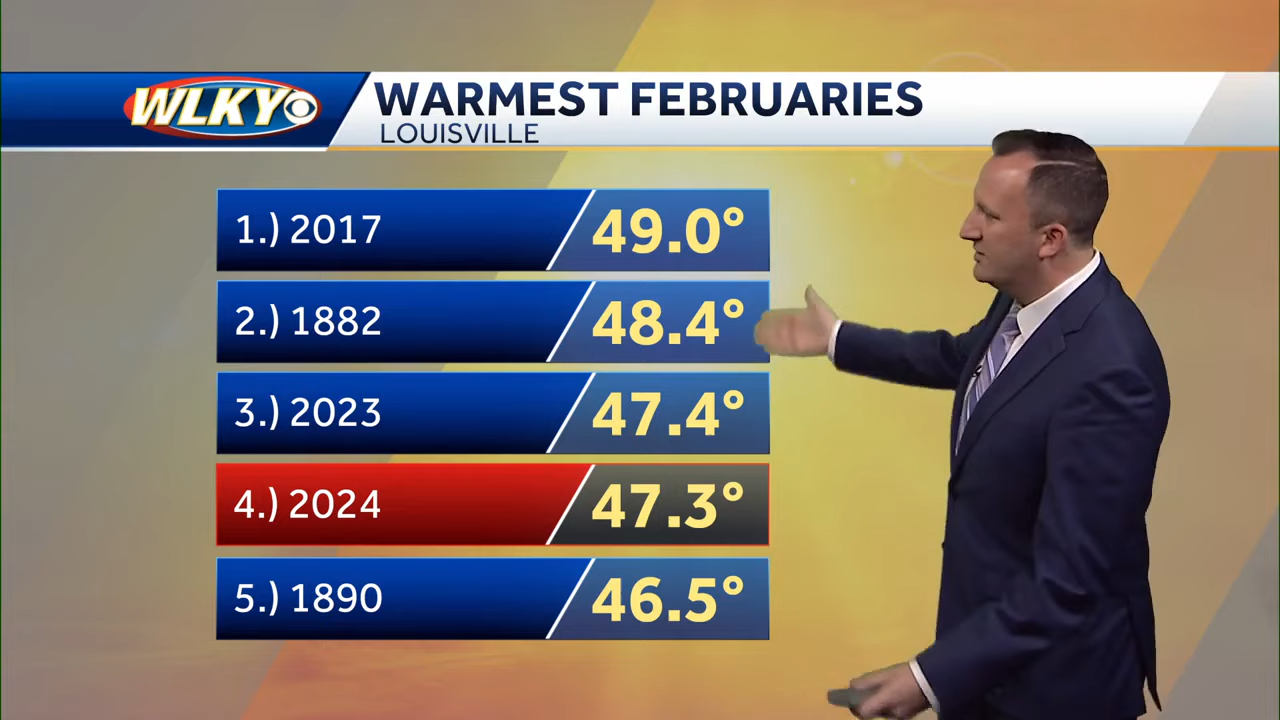 WLKY
WARMEST FEBRUARIES
LOUISVILLE
1.) 2017 49.0°
2.) 1882 48.4°
3.) 2023 47.4°
4.) 2024 47.3°
5.) 1890 46.5°